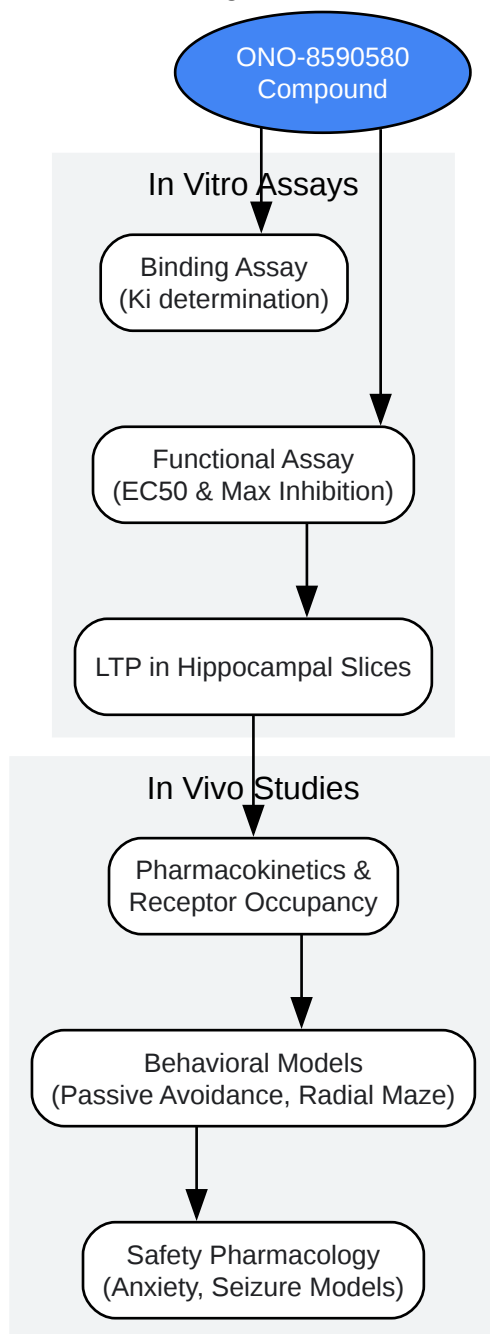 ONO-8590580
Compound
In Vitro Assays
Binding Assay
(Ki determination)
Functional Assay
(EC50 & Max Inhibition)
LTP in Hippocampal Slices
In Vivo Studies
Pharmacokinetics &
Receptor Occupancy
Behavioral Models
(Passive Avoidance, Radial Maze)
Safety Pharmacology
(Anxiety, Seizure Models)